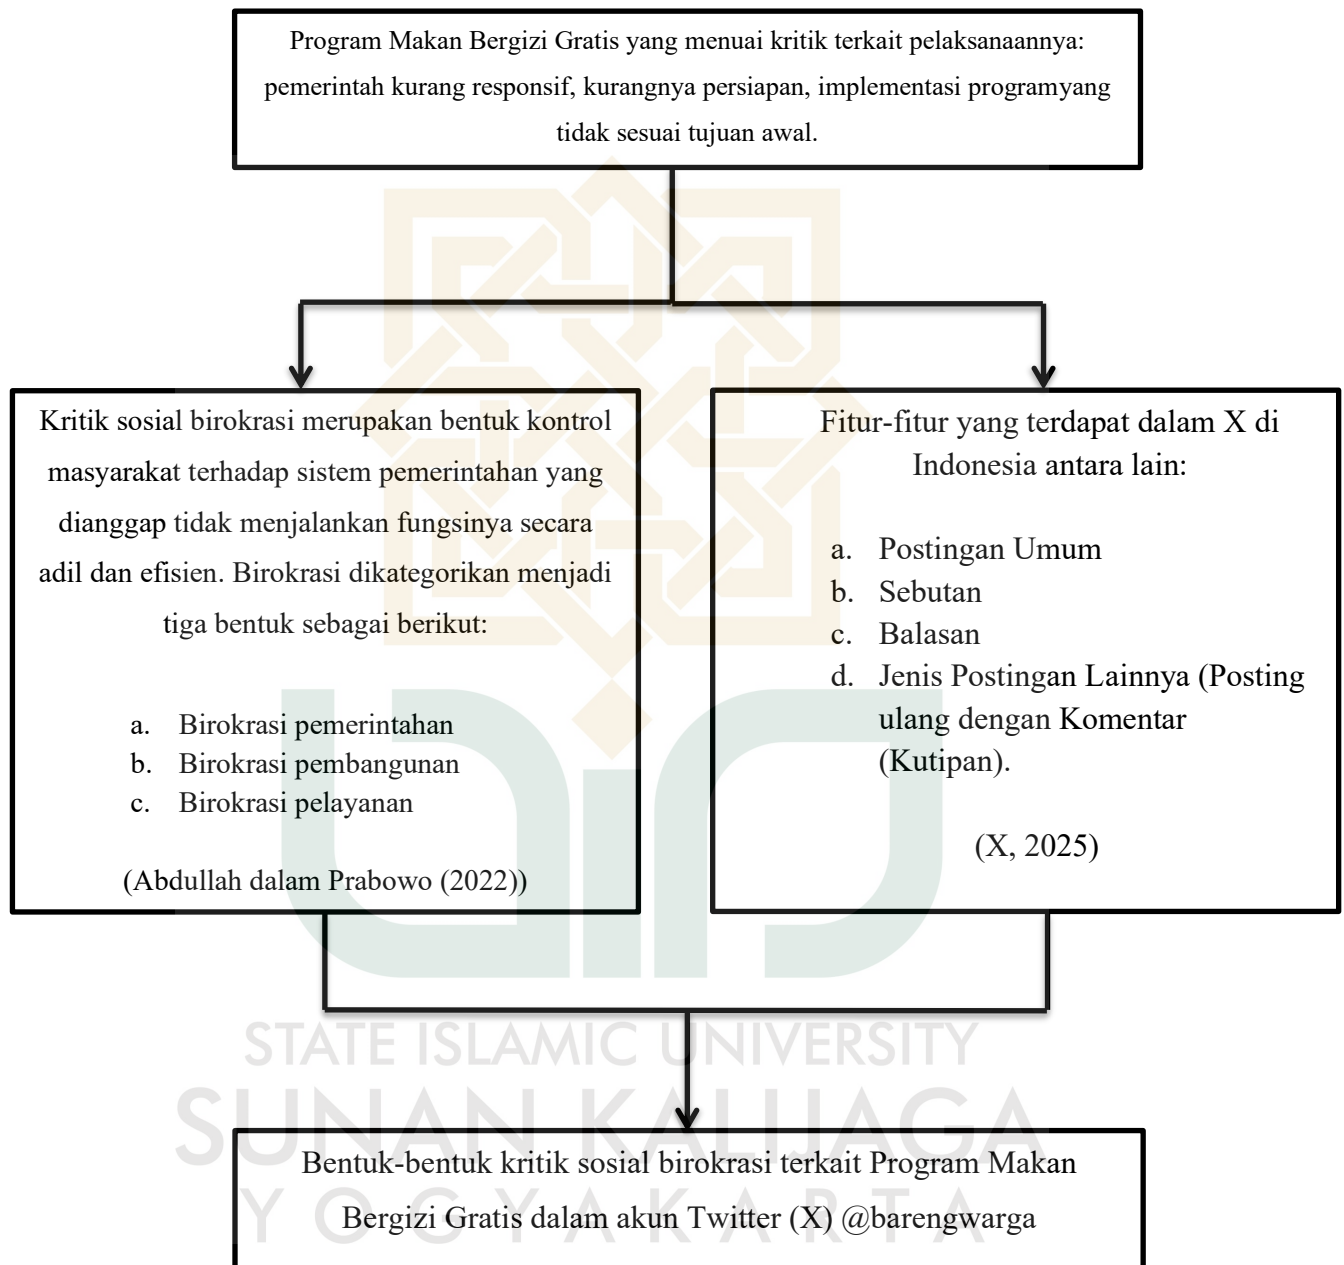 Program Makan Bergizi Gratis yang menuai kritik terkait pelaksanaannya:
pemerintah kurang responsif, kurangnya persiapan, implementasi programyang
tidak sesuai tujuan awal.
Kritik sosial birokrasi merupakan bentuk kontrol
masyarakat terhadap sistem pemerintahan yang
dianggap tidak menjalankan fungsinya secara
adil dan efisien. Birokrasi dikategorikan menjadi
tiga bentuk sebagai berikut:
a. Birokrasi pemerintahan
b. Birokrasi pembangunan
c. Birokrasi pelayanan
(Abdullah dalam Prabowo (2022))
Fitur-fitur yang terdapat dalam X di
Indonesia antara lain:
a. Postingan Umum
b. Sebutan
c. Balasan
d. Jenis Postingan Lainnya (Posting
ulang dengan Komentar
(Kutipan).
(X, 2025)
STATE ISLAMIC UNIVERSITY
SUNAN KALIJAGA
YOGYAKARTA
Bentuk-bentuk kritik sosial birokrasi terkait Program Makan
Bergizi Gratis dalam akun Twitter (X) @barengwarga